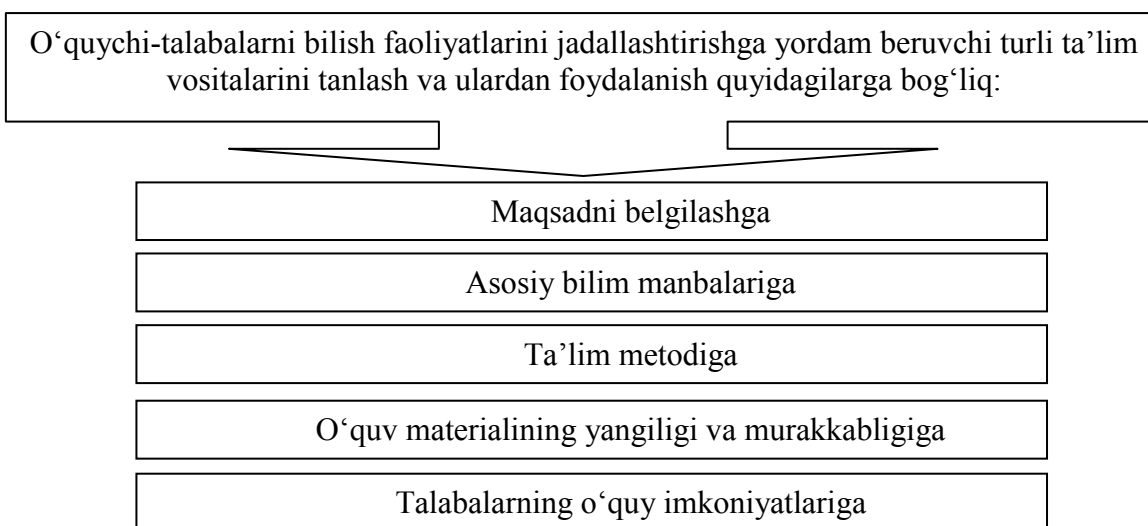 O‘quychi-talabalarni bilish faoliyatlarini jadallashtirishga yordam beruvchi turli ta’lim
vositalarini tanlash va ulardan foydalanish quyidagilarga bog‘liq:
Maqsadni belgilashga
Asosiy bilim manbalariga
Ta’lim metodiga
O‘quv materialining yangiligi va murakkabligiga
Talabalarning o‘quy imkoniyatlariga